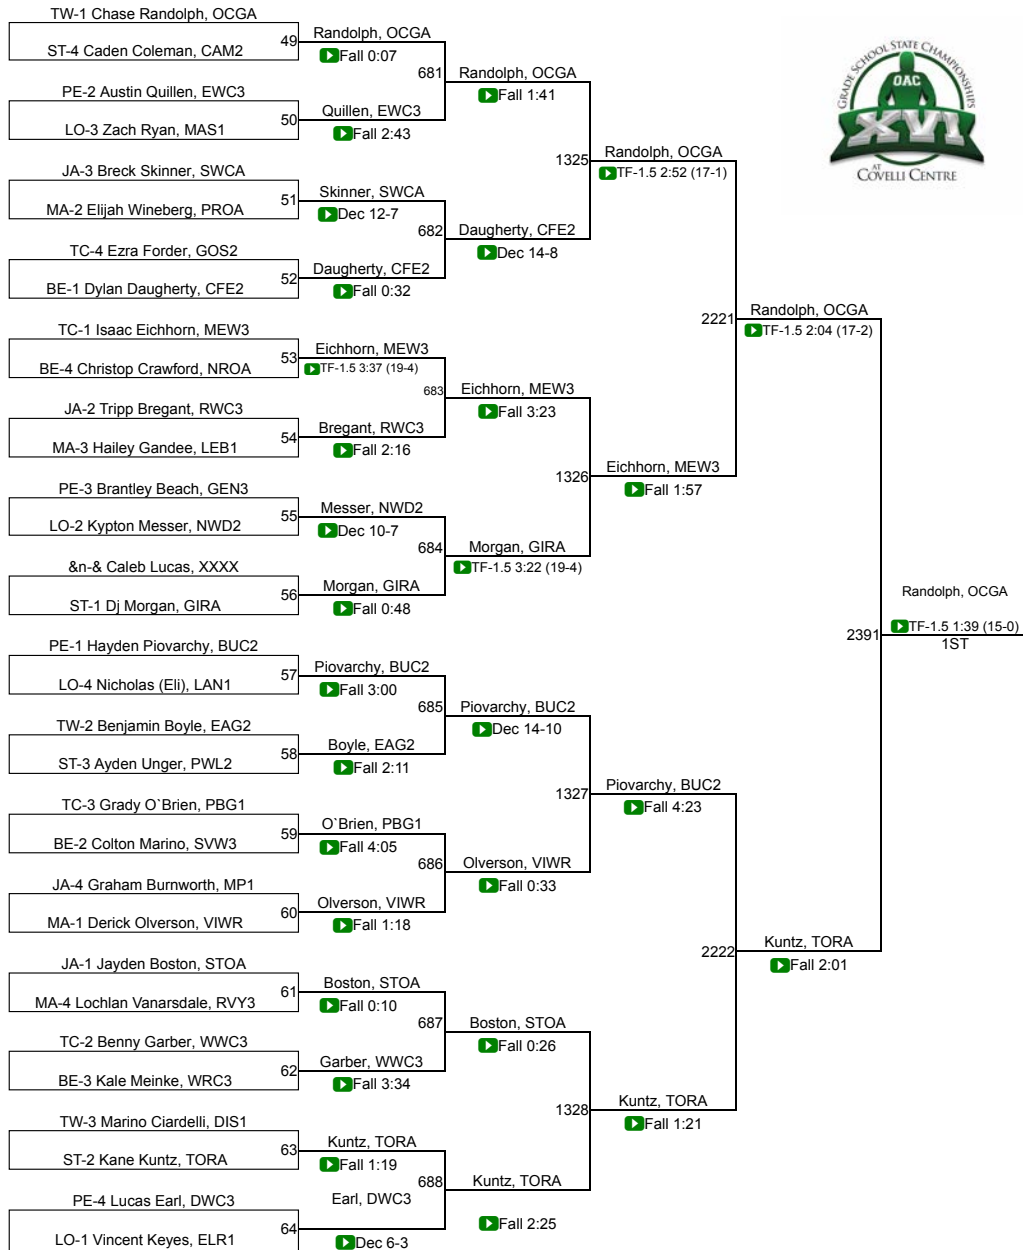 TW-1 Chase Randolph, OCGA
49
ST-4 Caden Coleman, CAM2
PE-2 Austin Quillen, EWC3
50
LO-3 Zach Ryan, MAS1
JA-3 Breck Skinner, SWCA
51
MA-2 Elijah Wineberg, PROA
TC-4 Ezra Forder, GOS2
52
BE-1 Dylan Daugherty, CFE2
TC-1 Isaac Eichhorn, MEW3
53
BE-4 Christop Crawford, NROA
JA-2 Tripp Bregant, RWC3
54
MA-3 Hailey Gandee, LEB1
PE-3 Brantley Beach, GEN3
55
LO-2 Kypton Messer, NWD2
&n-& Caleb Lucas, XXXX
56
ST-1 Dj Morgan, GIRA
PE-1 Hayden Piovarchy, BUC2
57
LO-4 Nicholas (Eli), LAN1
TW-2 Benjamin Boyle, EAG2
58
ST-3 Ayden Unger, PWL2
TC-3 Grady O`Brien, PBG1
59
BE-2 Colton Marino, SVW3
JA-4 Graham Burnworth, MP1
60
MA-1 Derick Olverson, VIWR
JA-1 Jayden Boston, STOA
61
MA-4 Lochlan Vanarsdale, RVY3
TC-2 Benny Garber, WWC3
62
BE-3 Kale Meinke, WRC3
TW-3 Marino Ciardelli, DIS1
63
ST-2 Kane Kuntz, TORA
PE-4 Lucas Earl, DWC3
64
LO-1 Vincent Keyes, ELR1
Randolph, OCGA
Fall 0:07
681
Quillen, EWC3
Fall 2:43
Skinner, SWCA
Dec 12-7
682
Daugherty, CFE2
Fall 0:32
Eichhorn, MEW3
TF-1.5 3:37 (19-4)
683
Bregant, RWC3
Fall 2:16
Messer, NWD2
Dec 10-7
684
Morgan, GIRA
Fall 0:48
Piovarchy, BUC2
Fall 3:00
685
Boyle, EAG2
Fall 2:11
O`Brien, PBG1
Fall 4:05
686
Olverson, VIWR
Fall 1:18
Boston, STOA
Fall 0:10
687
Garber, WWC3
Fall 3:34
Kuntz, TORA
Fall 1:19
688
Earl, DWC3
Dec 6-3
Randolph, OCGA
Fall 1:41
1325
Daugherty, CFE2
Dec 14-8
Eichhorn, MEW3
Fall 3:23
1326
Morgan, GIRA
TF-1.5 3:22 (19-4)
Piovarchy, BUC2
Dec 14-10
1327
Olverson, VIWR
Fall 0:33
Boston, STOA
Fall 0:26
1328
Kuntz, TORA
Fall 2:25
Randolph, OCGA
TF-1.5 2:52 (17-1)
2221
Eichhorn, MEW3
Fall 1:57
Piovarchy, BUC2
Fall 4:23
2222
Kuntz, TORA
Fall 1:21
Randolph, OCGA
TF-1.5 2:04 (17-2)
2391
Kuntz, TORA
Fall 2:01
Randolph, OCGA
TF-1.5 1:39 (15-0)
1ST
GRADE SCHOOL STATE CHAMPIONSHIPS
OAC
XVI
AT
COVELLI CENTRE